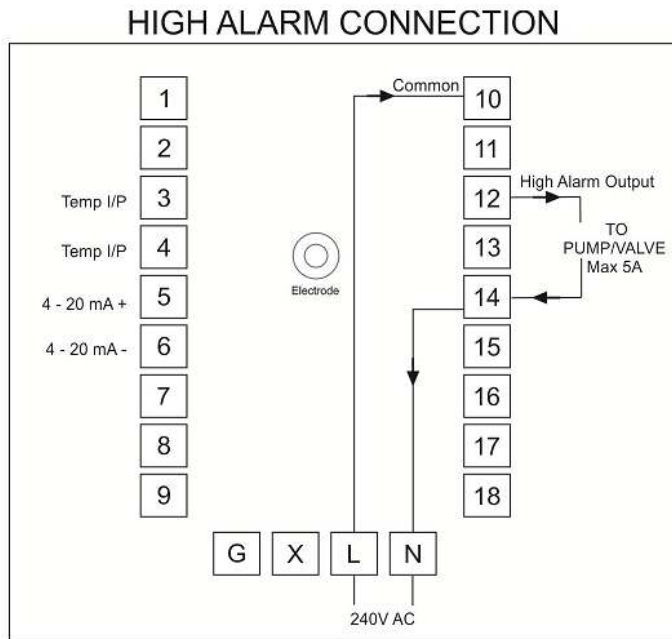 HIGH ALARM CONNECTION
1
2
Temp I/P 3
Temp I/P 4
4 - 20 mA + 5
4 - 20 mA - 6
7
8
9
Electrode
Common 10
11
12 High Alarm Output
TO
PUMP/VALVE
Max 5A
13
14
15
16
17
18
G X L N
240V AC